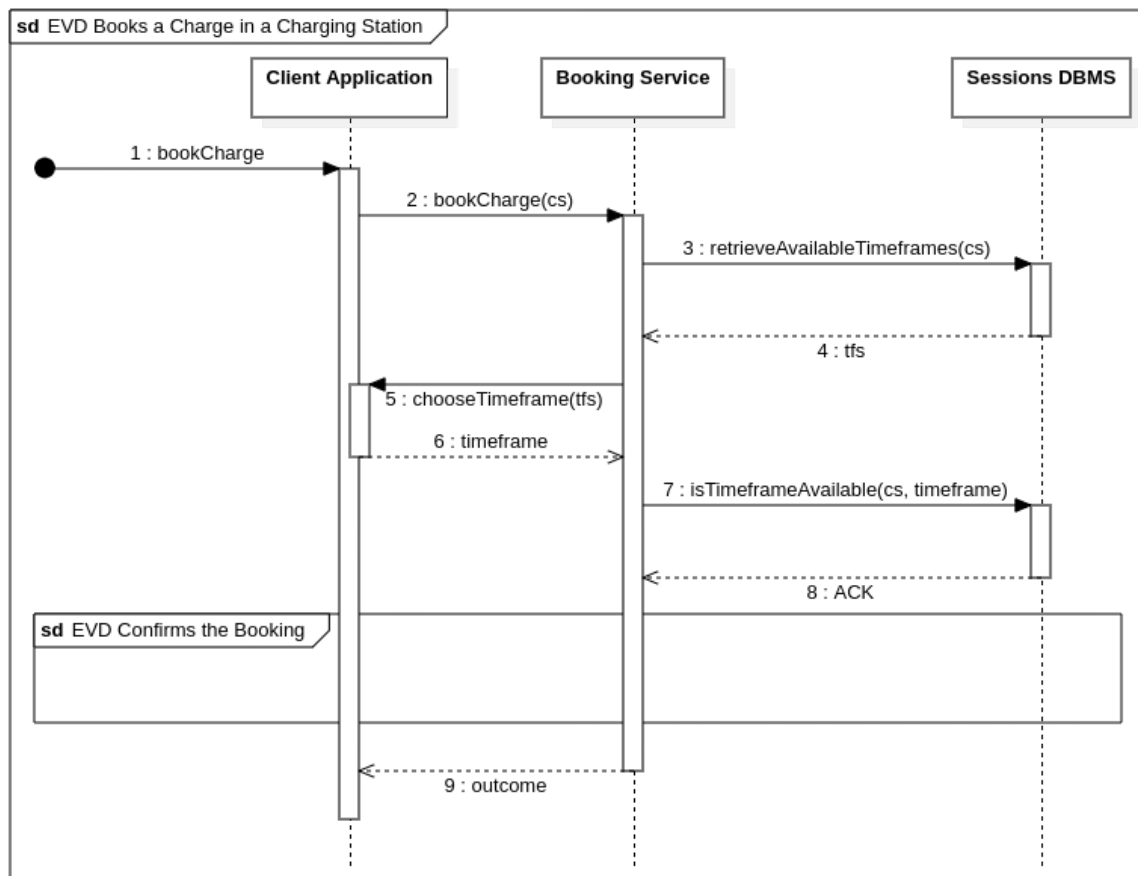 sd EVD Books a Charge in a Charging Station
Client Application
Booking Service
Sessions DBMS
1 : bookCharge
2 : bookCharge(cs)
3 : retrieveAvailableTimeframes(cs)
4 : tfs
5 : chooseTimeframe(tfs)
6 : timeframe
7 : isTimeframeAvailable(cs, timeframe)
8 : ACK
sd EVD Confirms the Booking
9 : outcome